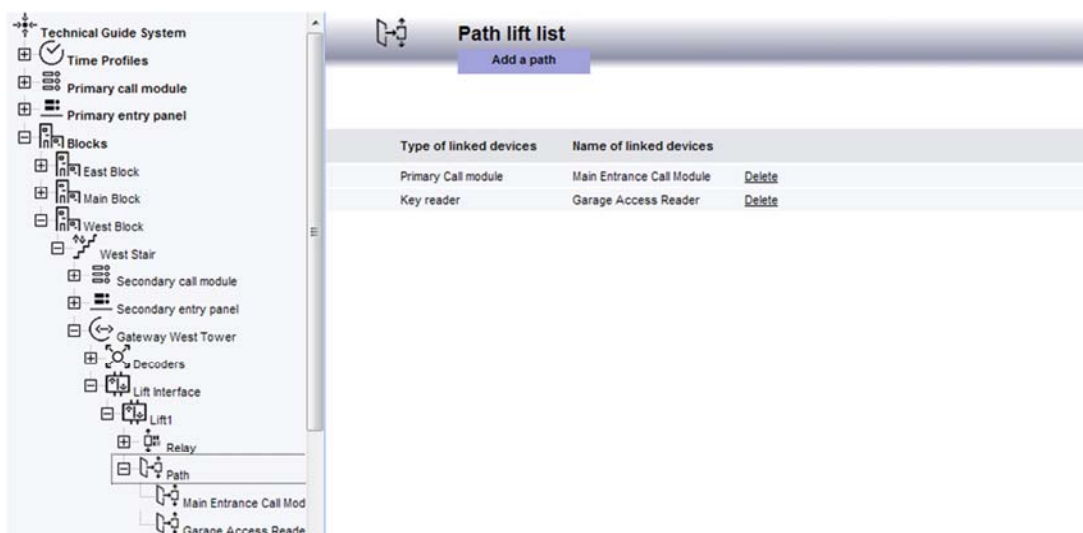 Technical Guide System
Time Profiles
Primary call module
Primary entry panel
Blocks
East Block
Main Block
West Block
West Stair
Secondary call module
Secondary entry panel
Gateway West Tower
Decoders
Lift Interface
Lift1
Relay
Path
Main Entrance Call Mod
Garage Access Reade
Path lift list
Add a path
Type of linked devices Name of linked devices
Primary Call module Main Entrance Call Module Delete
Key reader Garage Access Reader Delete